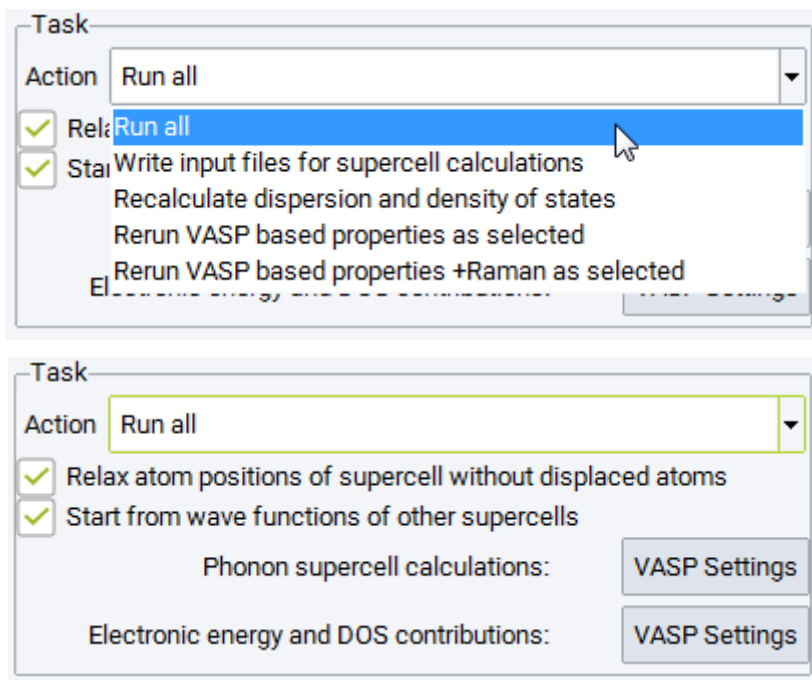 Task
Action Run all
Run all
Write input files for supercell calculations
Recalculate dispersion and density of states
Rerun VASP based properties as selected
Rerun VASP based properties +Raman as selected
Task
Action Run all
Relax atom positions of supercell without displaced atoms
Start from wave functions of other supercells
Phonon supercell calculations: VASP Settings
Electronic energy and DOS contributions: VASP Settings